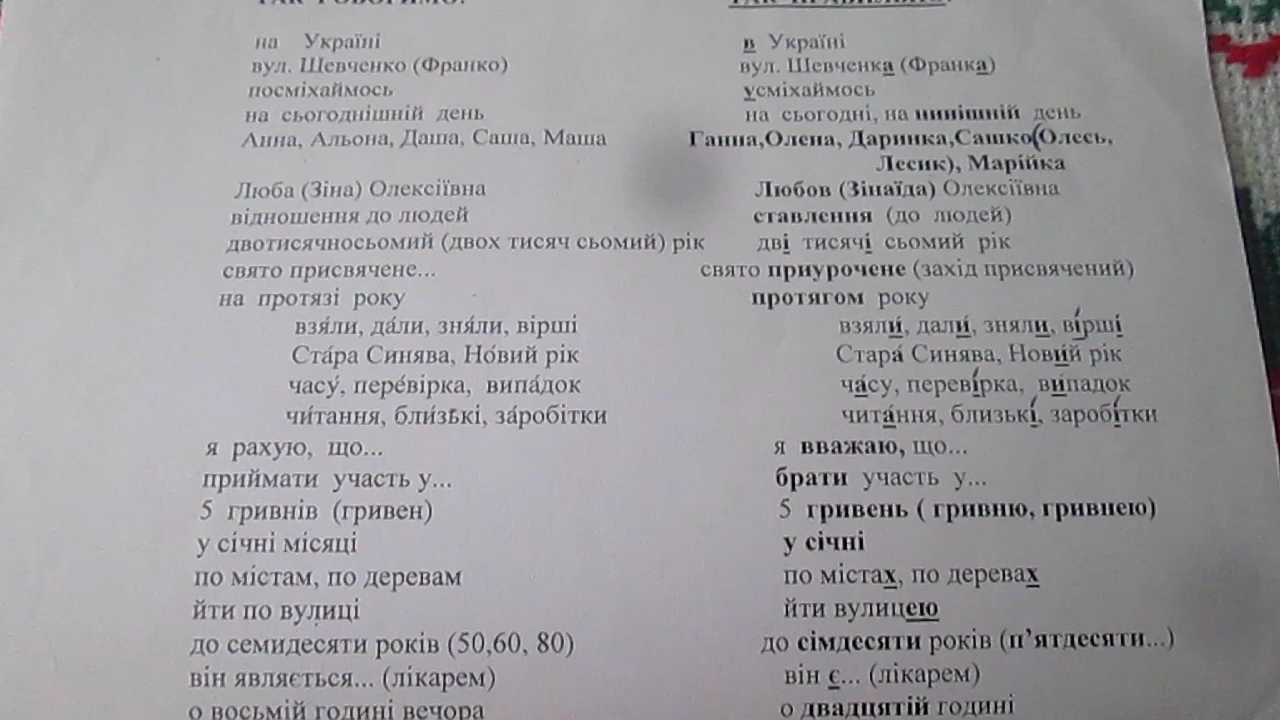 ТАК ГОВОРИМО: ТАК ПРАВИЛЬНО:
на Україні в Україні
вул. Шевченко (Франко) вул. Шевченка (Франка)
посміхаймось усміхаймось
на сьогоднішній день на сьогодні, на нинішній день
Анна, Альона, Даша, Саша, Маша Ганна,Олена, Даринка,Сашко(Олесь,
Лесик), Марійка
Люба (Зіна) Олексіївна Любов (Зінаїда) Олексіївна
відношення до людей ставлення (до людей)
двотисячносьомий (двох тисяч сьомий) рік дві тисячі сьомий рік
свято присвячене... свято приурочене (захід присвячений)
на протязі року протягом року
взя́ли, да́ли, зня́ли, вірші взяли́, дали́, зняли, ві́рші
Ста́ра Синява, Но́вий рік Стара́ Синява, Нови́й рік
часу́, пере́вірка, випа́док ча́су, переві́рка, ви́падок
чи́тання, бли́зькі, за́робітки чита́ння, близькі́, заробі́тки
я рахую, що... я вважаю, що...
приймати участь у... брати участь у...
5 гривнів (гривен) 5 гривень ( гривню, гривнею)
у січні місяці у січні
по містам, по деревам по містах, по деревах
йти по вулиці йти вулицею
до семидесяти років (50,60, 80) до сімдесяти років (п’ятдесяти...)
він являється... (лікарем) він є... (лікарем)
о восьмій годині вечора о двадцятій годині